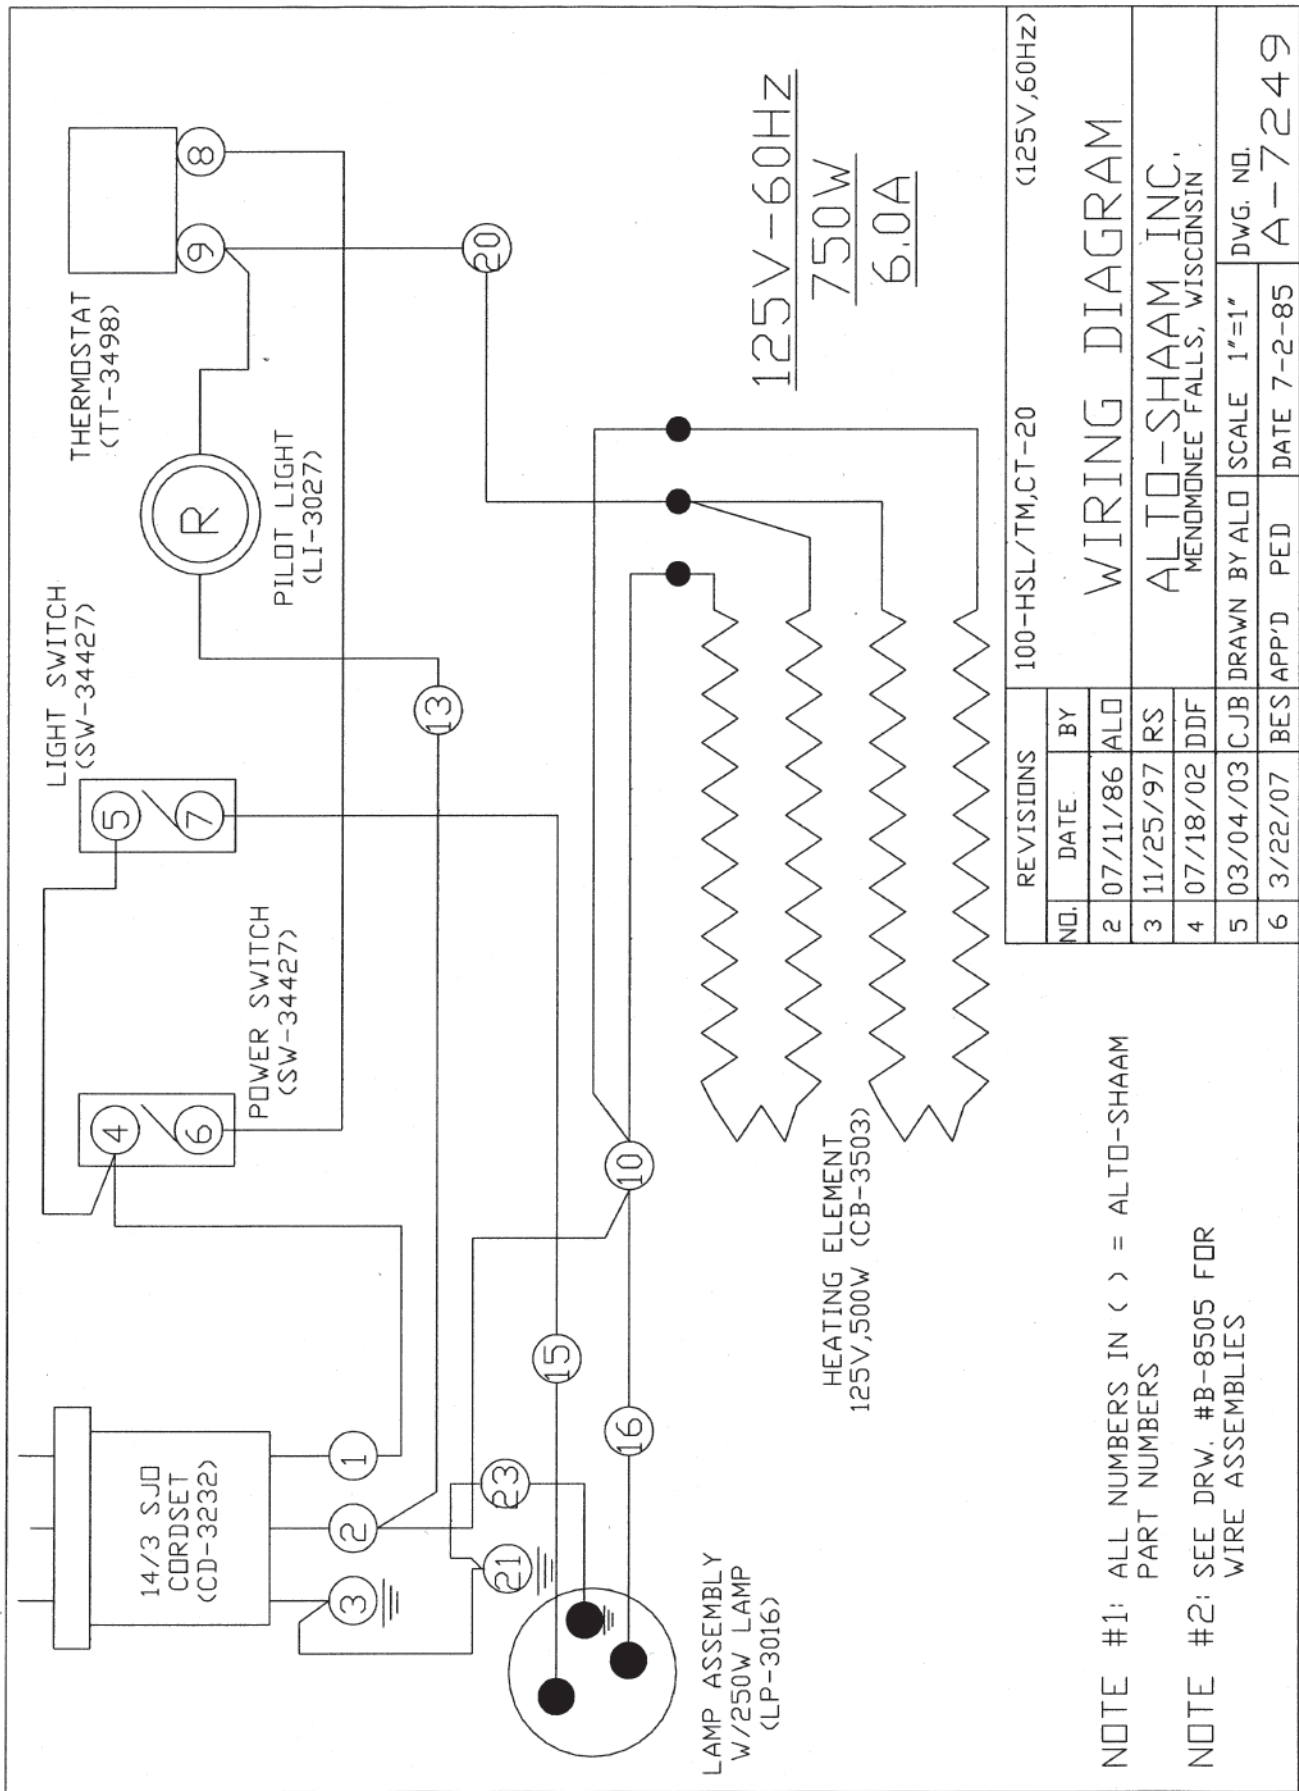 14/3 SJO
CORDSET
(CD-3232)
1
2
3
POWER SWITCH
(SW-34427)
4
6
LIGHT SWITCH
(SW-34427)
5
7
PILOT LIGHT
(LI-3027)
R
THERMOSTAT
(TT-3498)
8
9
13
20
21
23
15
16
10
LAMP ASSEMBLY
W/250W LAMP
(LP-3016)
HEATING ELEMENT
125V,500W (CB-3503)
125V-60Hz
750W
6.0A
NOTE #1: ALL NUMBERS IN ( ) = ALTO-SHAAM
PART NUMBERS
NOTE #2: SEE DRW. #B-8505 FOR
WIRE ASSEMBLIES
REVISIONS
NO. DATE BY
2 07/11/86 ALO
3 11/25/97 RS
4 07/18/02 DDF
5 03/04/03 CJB
6 3/22/07 BES
100-HSL/TM,CT-20 (125V,60Hz)
WIRING DIAGRAM
ALTO-SHAAM INC.
MENOMONEE FALLS, WISCONSIN
DRAWN BY ALO
SCALE 1"=1"
DWG. NO.
A-7249
APP'D PED
DATE 7-2-85